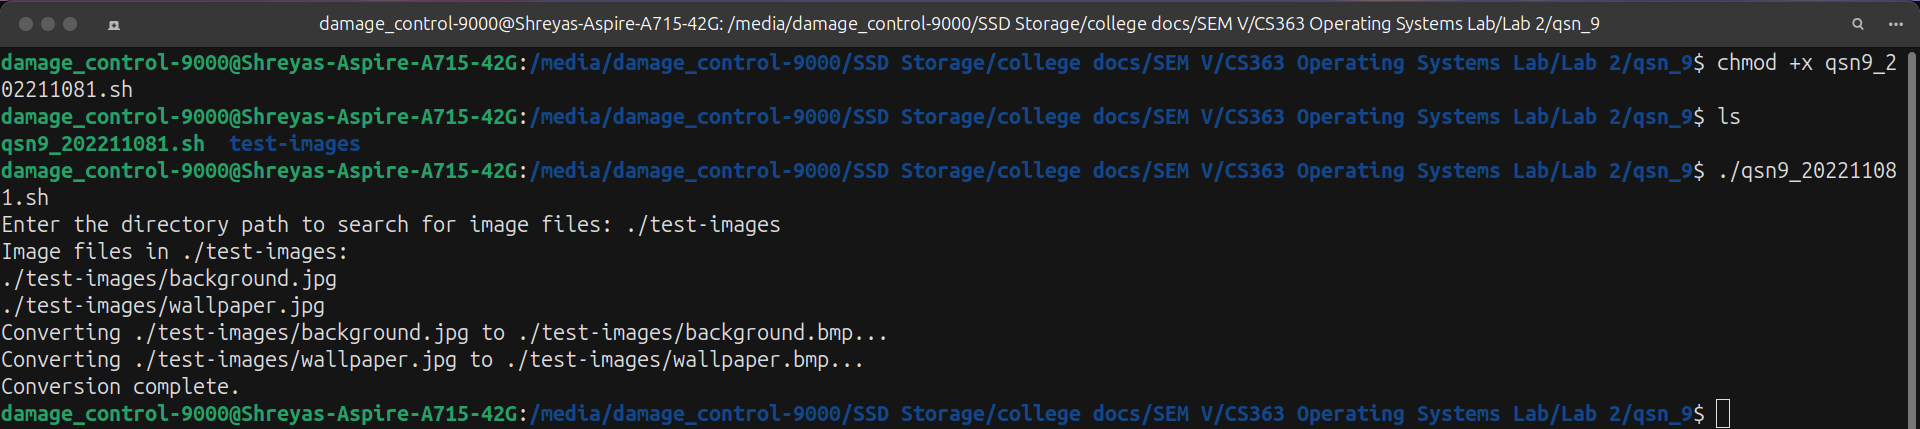 damage_control-9000@Shreyas-Aspire-A715-42G: /media/damage_control-9000/SSD Storage/college docs/SEM V/CS363 Operating Systems Lab/Lab 2/qsn_9
damage_control-9000@Shreyas-Aspire-A715-42G:/media/damage_control-9000/SSD Storage/college docs/SEM V/CS363 Operating Systems Lab/Lab 2/qsn_9$ chmod +x qsn9_2
02211081.sh
damage_control-9000@Shreyas-Aspire-A715-42G:/media/damage_control-9000/SSD Storage/college docs/SEM V/CS363 Operating Systems Lab/Lab 2/qsn_9$ ls
qsn9_202211081.sh  test-images
damage_control-9000@Shreyas-Aspire-A715-42G:/media/damage_control-9000/SSD Storage/college docs/SEM V/CS363 Operating Systems Lab/Lab 2/qsn_9$ ./qsn9_20221108
1.sh
Enter the directory path to search for image files: ./test-images
Image files in ./test-images:
./test-images/background.jpg
./test-images/wallpaper.jpg
Converting ./test-images/background.jpg to ./test-images/background.bmp...
Converting ./test-images/wallpaper.jpg to ./test-images/wallpaper.bmp...
Conversion complete.
damage_control-9000@Shreyas-Aspire-A715-42G:/media/damage_control-9000/SSD Storage/college docs/SEM V/CS363 Operating Systems Lab/Lab 2/qsn_9$